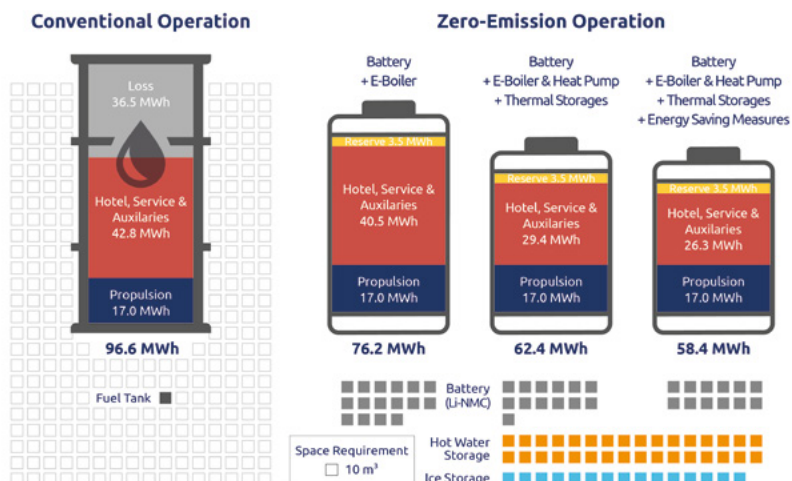 Conventional Operation
Zero-Emission Operation
Loss
36.5 MWh
Hotel, Service &
Auxilaries
42.8 MWh
Propulsion
17.0 MWh
96.6 MWh
Fuel Tank
Battery
+ E-Boiler
Reserve 3.5 MWh
Hotel, Service &
Auxilaries
40.5 MWh
Propulsion
17.0 MWh
76.2 MWh
Battery
+ E-Boiler & Heat Pump
+ Thermal Storages
Reserve 3.5 MWh
Hotel, Service &
Auxilaries
29.4 MWh
Propulsion
17.0 MWh
62.4 MWh
Battery
+ E-Boiler & Heat Pump
+ Thermal Storages
+ Energy Saving Measures
Reserve 3.5 MWh
Hotel, Service &
Auxilaries
26.3 MWh
Propulsion
17.0 MWh
58.4 MWh
Battery
(Li-NMC)
Hot Water
Storage
Ice Storage
Space Requirement
10 m³